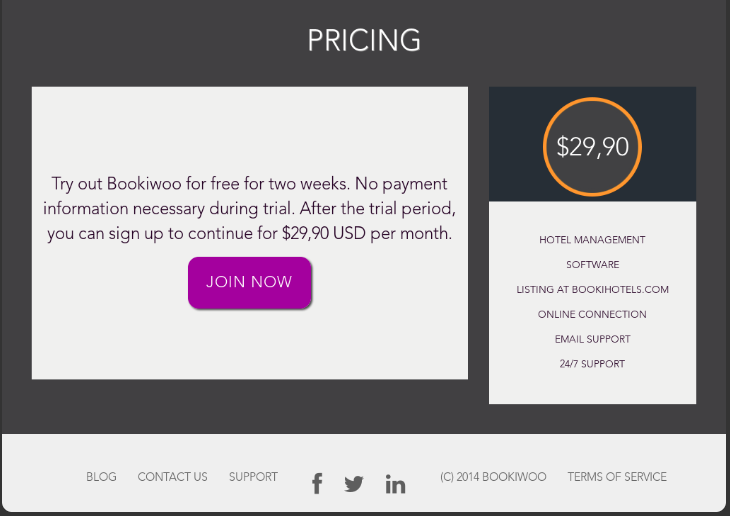 PRICING
Try out Bookiwoo for free for two weeks. No payment
information necessary during trial. After the trial period,
you can sign up to continue for $29,90 USD per month.
JOIN NOW
$29,90
HOTEL MANAGEMENT
SOFTWARE
LISTING AT BOOKIHOTELS.COM
ONLINE CONNECTION
EMAIL SUPPORT
24/7 SUPPORT
BLOG CONTACT US SUPPORT (C) 2014 BOOKIWOO TERMS OF SERVICE